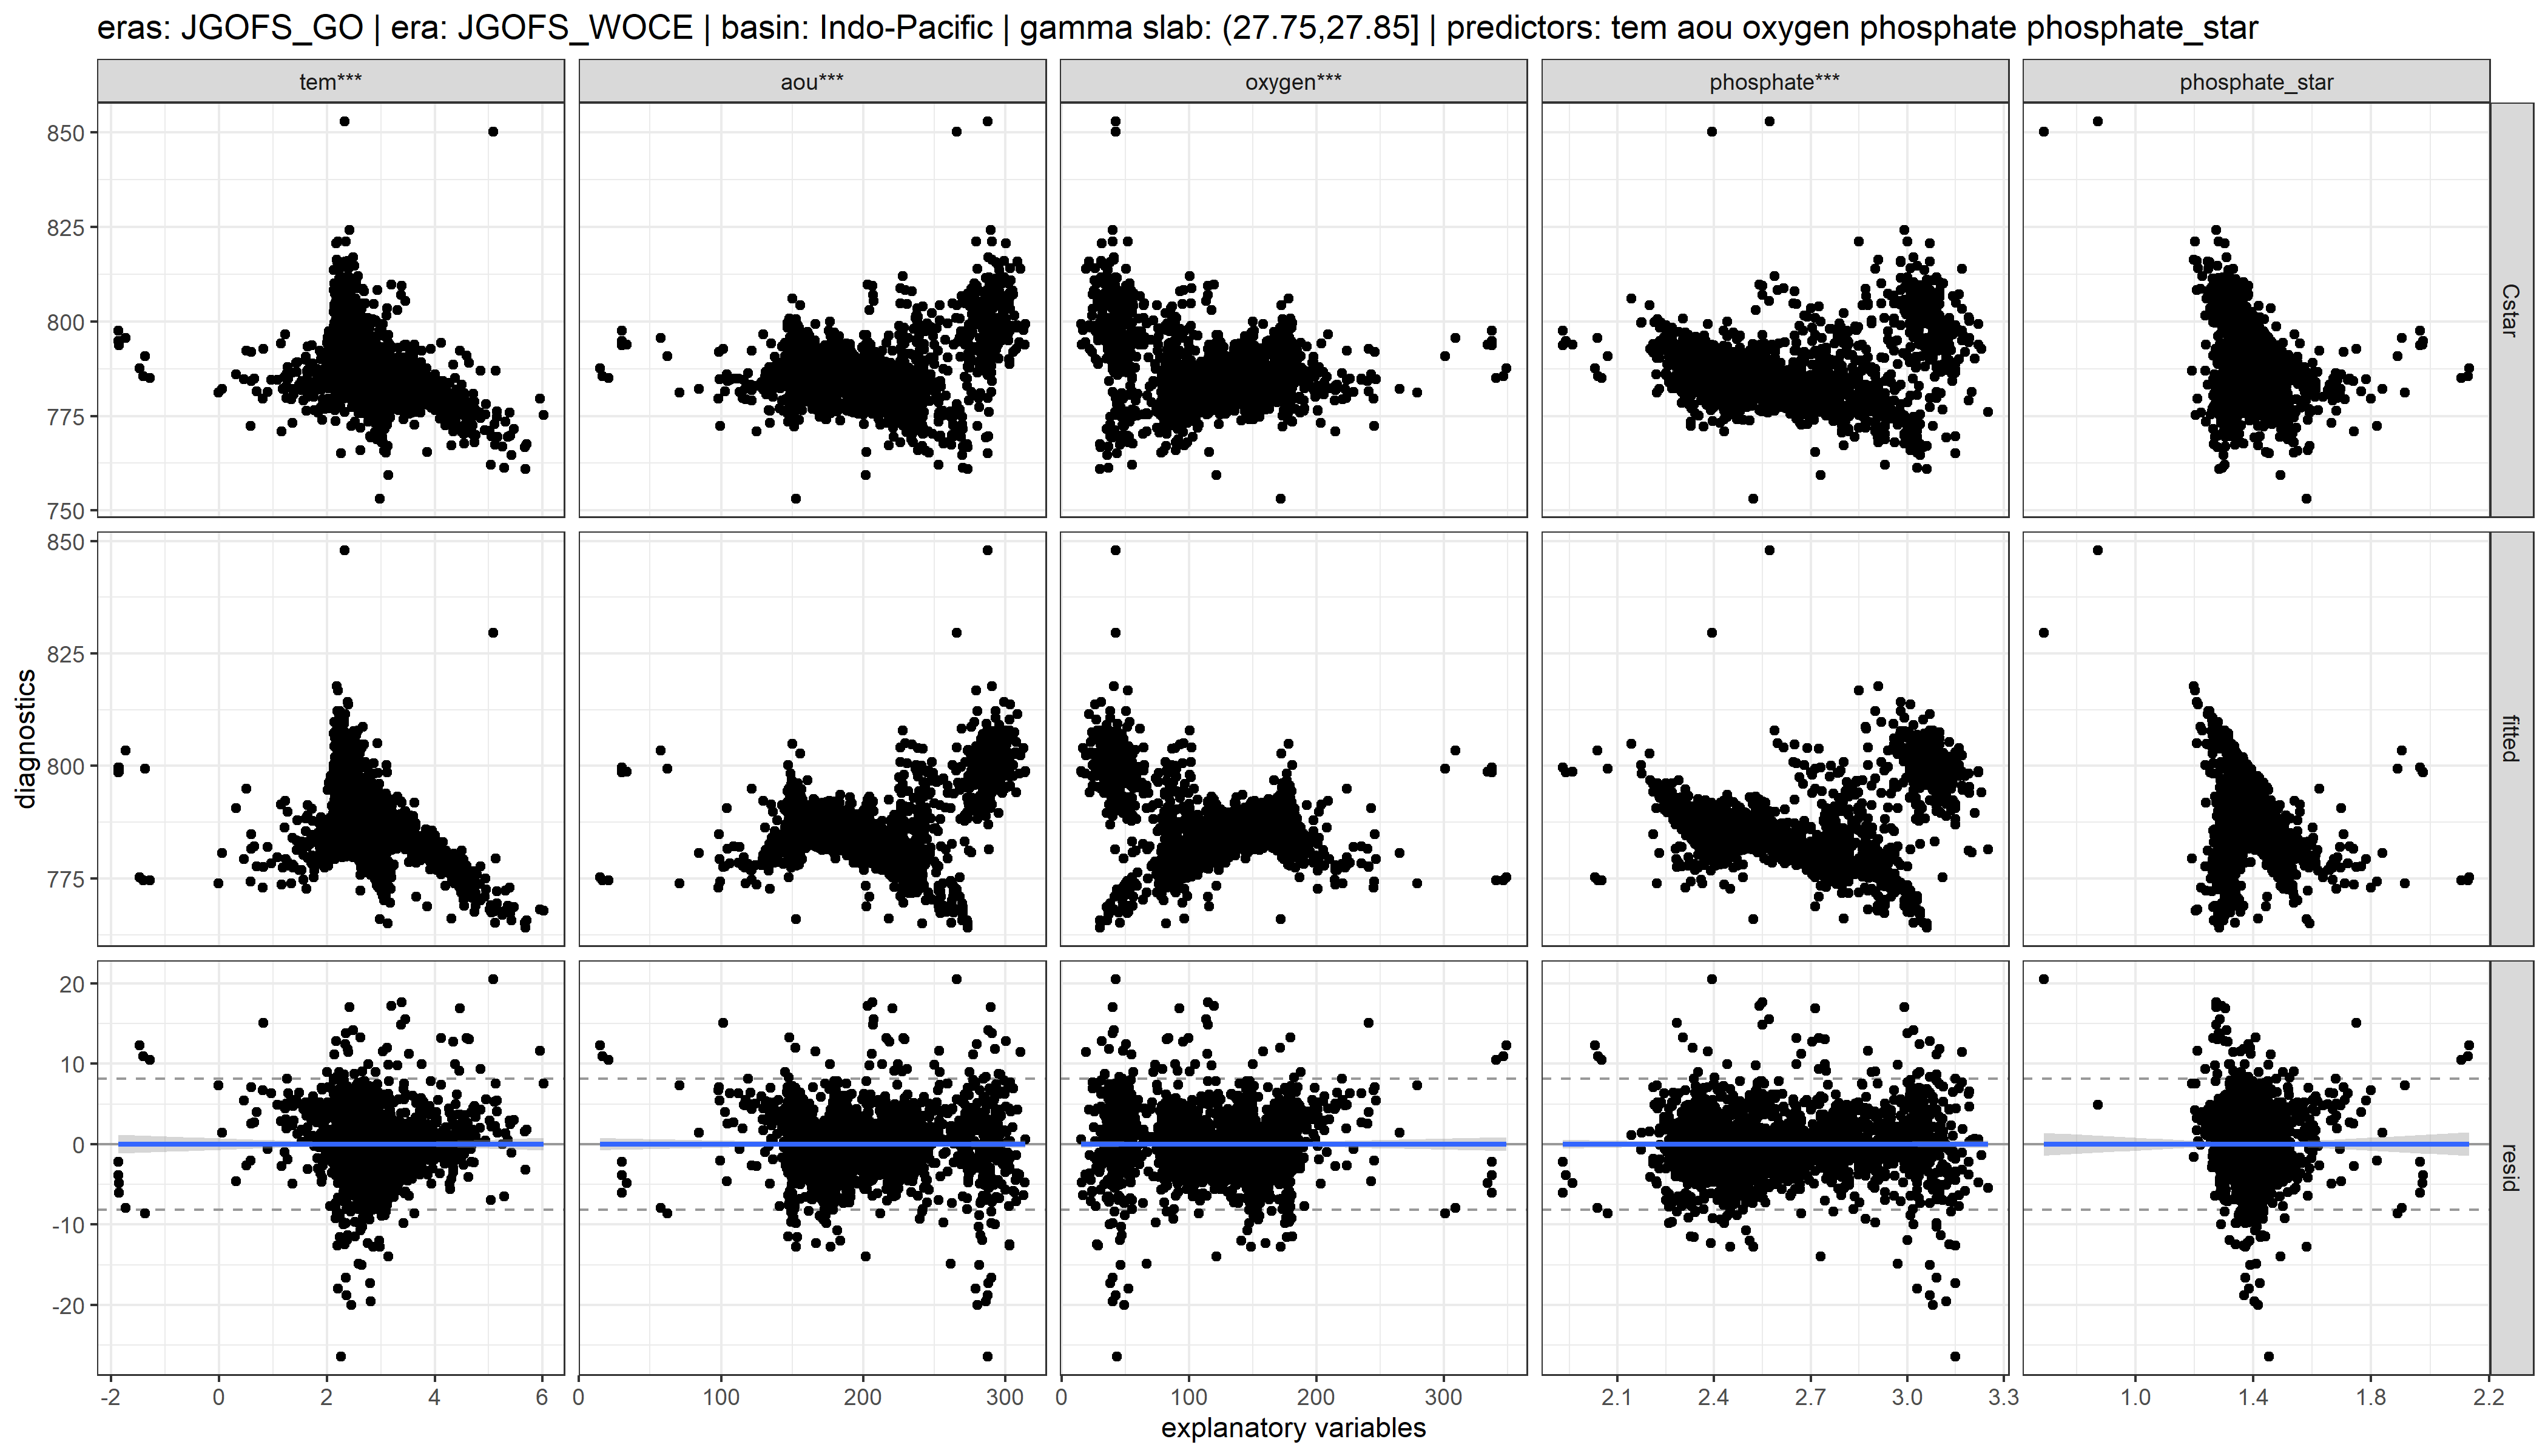 eras: JGOFS_GO | era: JGOFS_WOCE | basin: Indo-Pacific | gamma slab: (27.75,27.85] | predictors: tem aou oxygen phosphate phosphate_star
tem*** aou*** oxygen*** phosphate*** phosphate_star
850
825
800
775
750
Cstar
850
825
800
775
fitted
diagnostics
20
10
0
-10
-20
resid
-2 0 2 4 6 0 100 200 300 0 100 200 300 2.1 2.4 2.7 3.0 3.3 1.0 1.4 1.8 2.2
explanatory variables